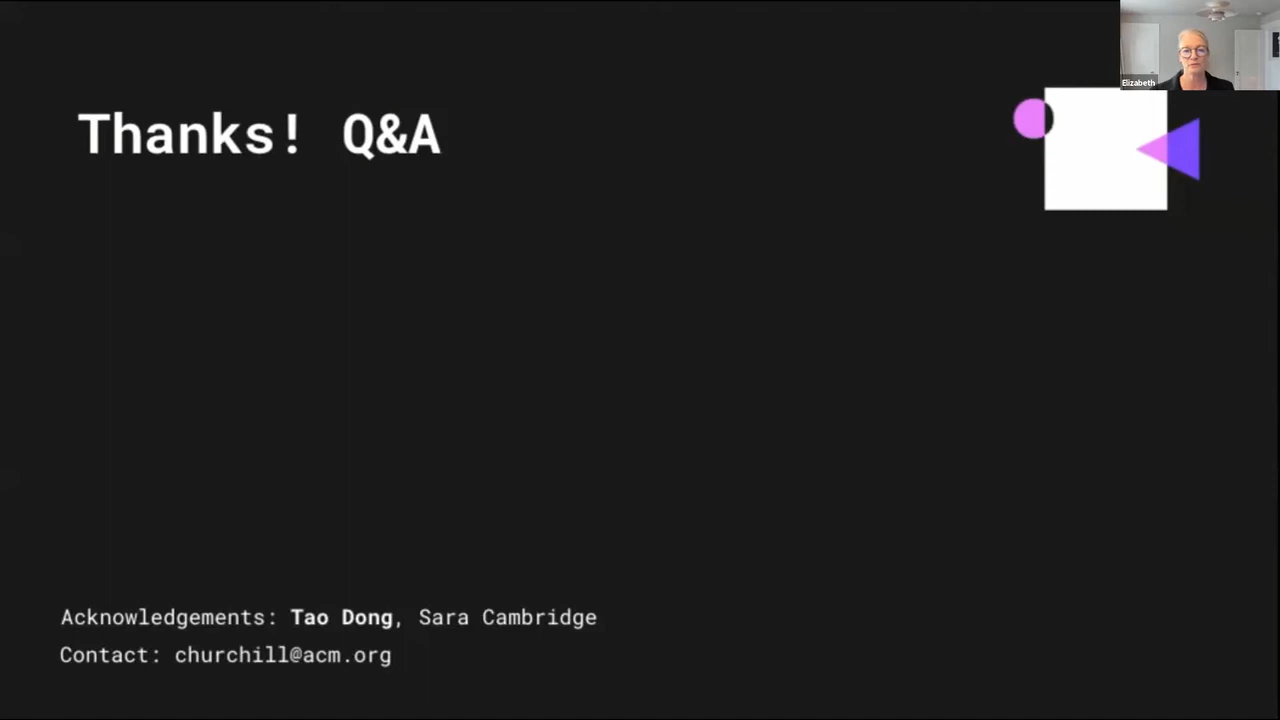 Elizabeth
Thanks! Q&A
Acknowledgements: Tao Dong, Sara Cambridge
Contact: churchill@acm.org